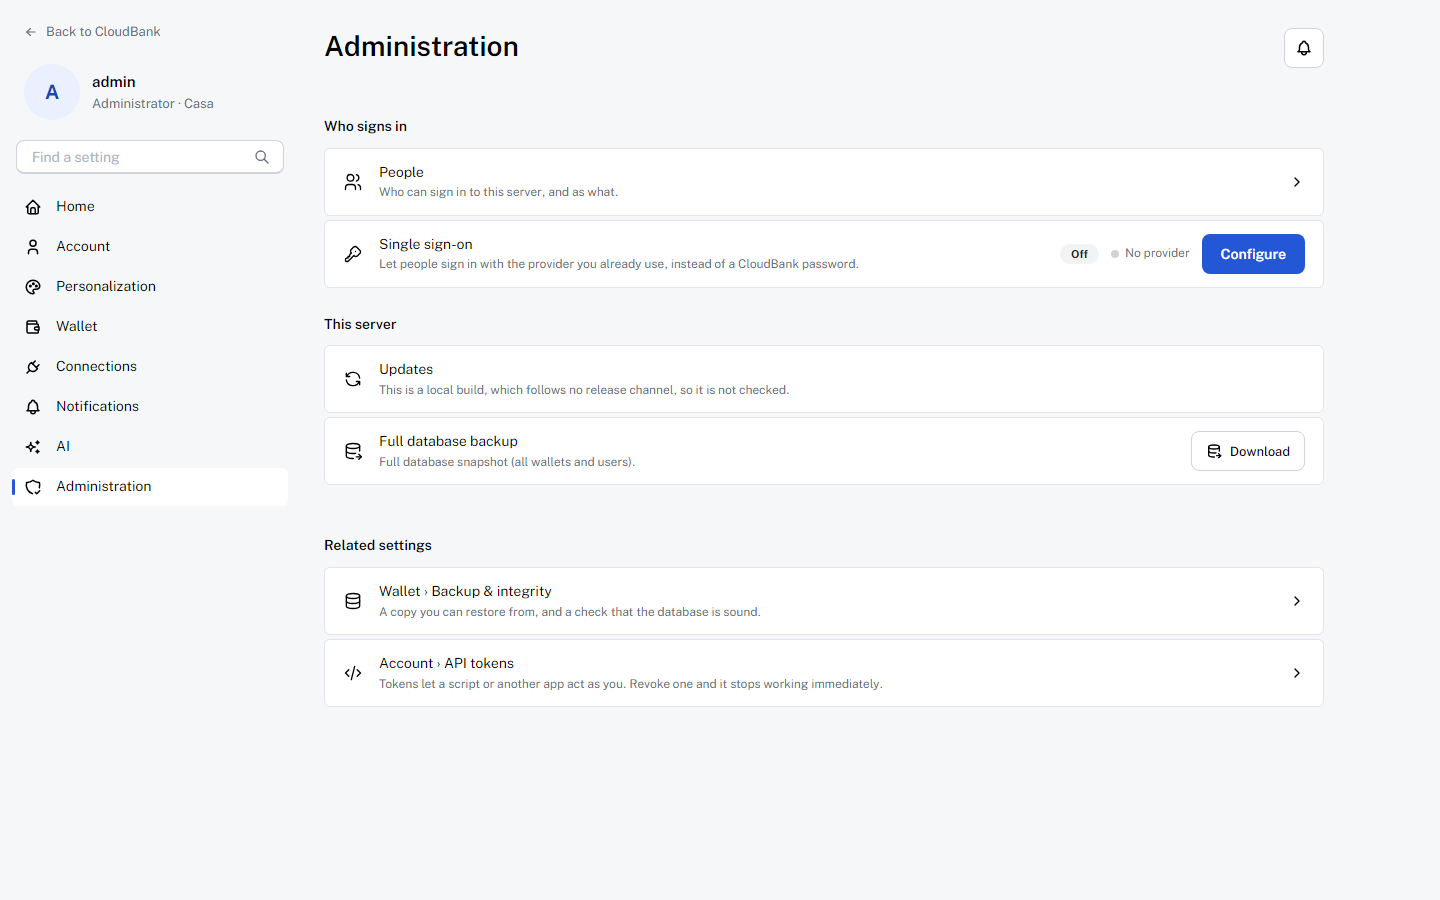 Back to CloudBank
A
admin
Administrator · Casa
Find a setting
Home
Account
Personalization
Wallet
Connections
Notifications
AI
Administration
Administration
Who signs in
People
Who can sign in to this server, and as what.
Single sign-on
Let people sign in with the provider you already use, instead of a CloudBank password.
Off
No provider
Configure
This server
Updates
This is a local build, which follows no release channel, so it is not checked.
Full database backup
Full database snapshot (all wallets and users).
Download
Related settings
Wallet › Backup & integrity
A copy you can restore from, and a check that the database is sound.
Account › API tokens
Tokens let a script or another app act as you. Revoke one and it stops working immediately.